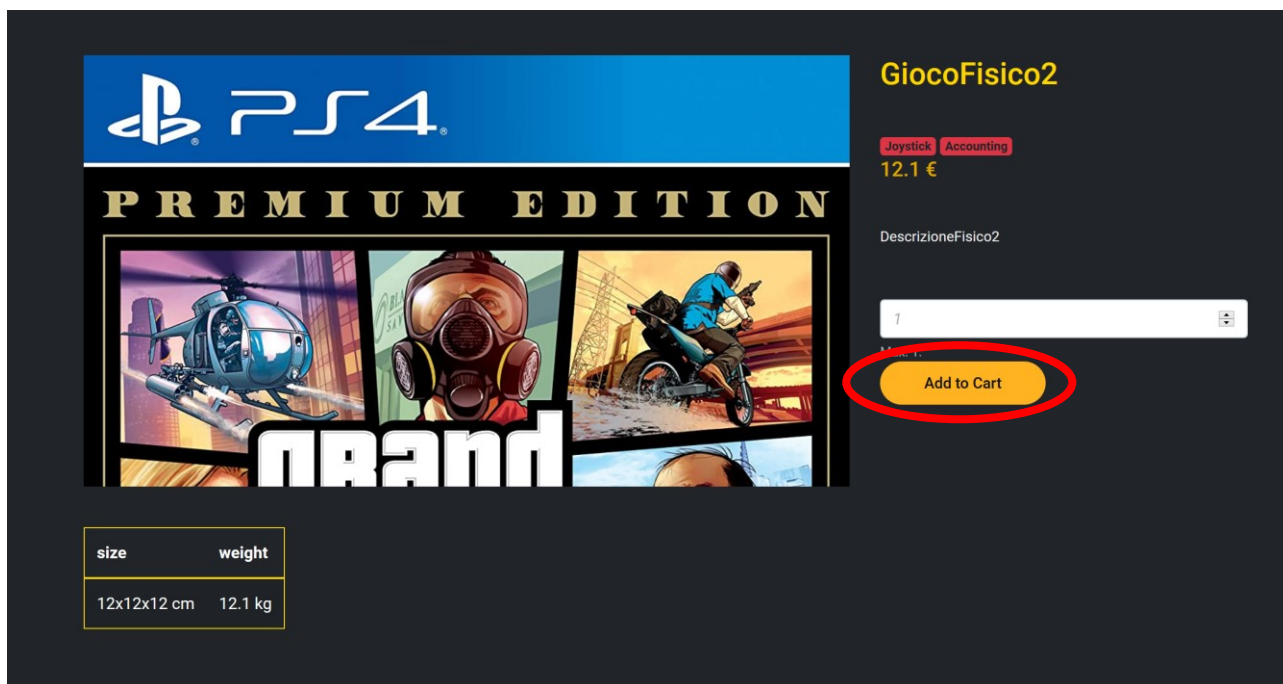 PS4
PREMIUM EDITION
GRAND
GiocoFisico2
Joystick Accounting
12.1 €
DescrizioneFisico2
1
Add to Cart
size weight
12x12x12 cm 12.1 kg